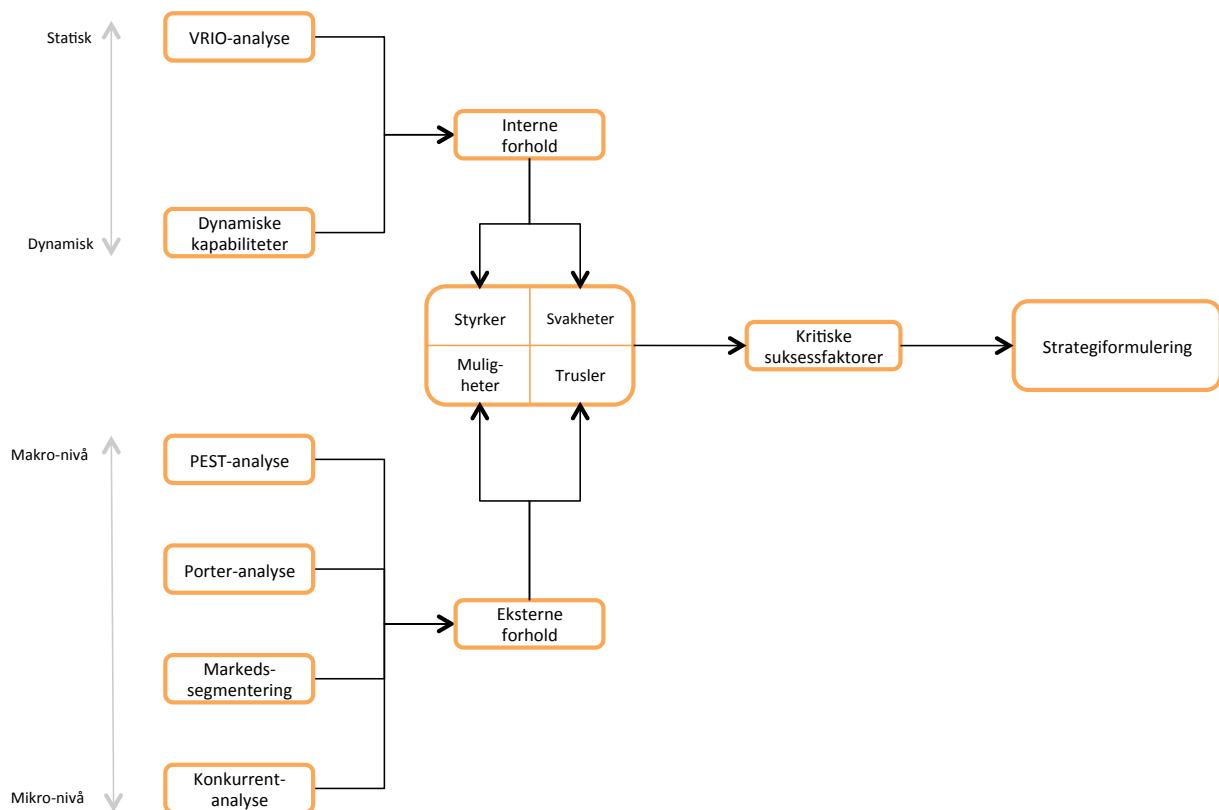 Statisk
VRIO-analyse
Interne
forhold
Dynamiske
kapabiliteter
Dynamisk
Styrker
Svakheter
Mulig-
heter
Trusler
Kritiske
suksessfaktorer
Strategiformulering
Makro-nivå
PEST-analyse
Porter-analyse
Eksterne
forhold
Markeds-
segmentering
Konkurrent-
analyse
Mikro-nivå